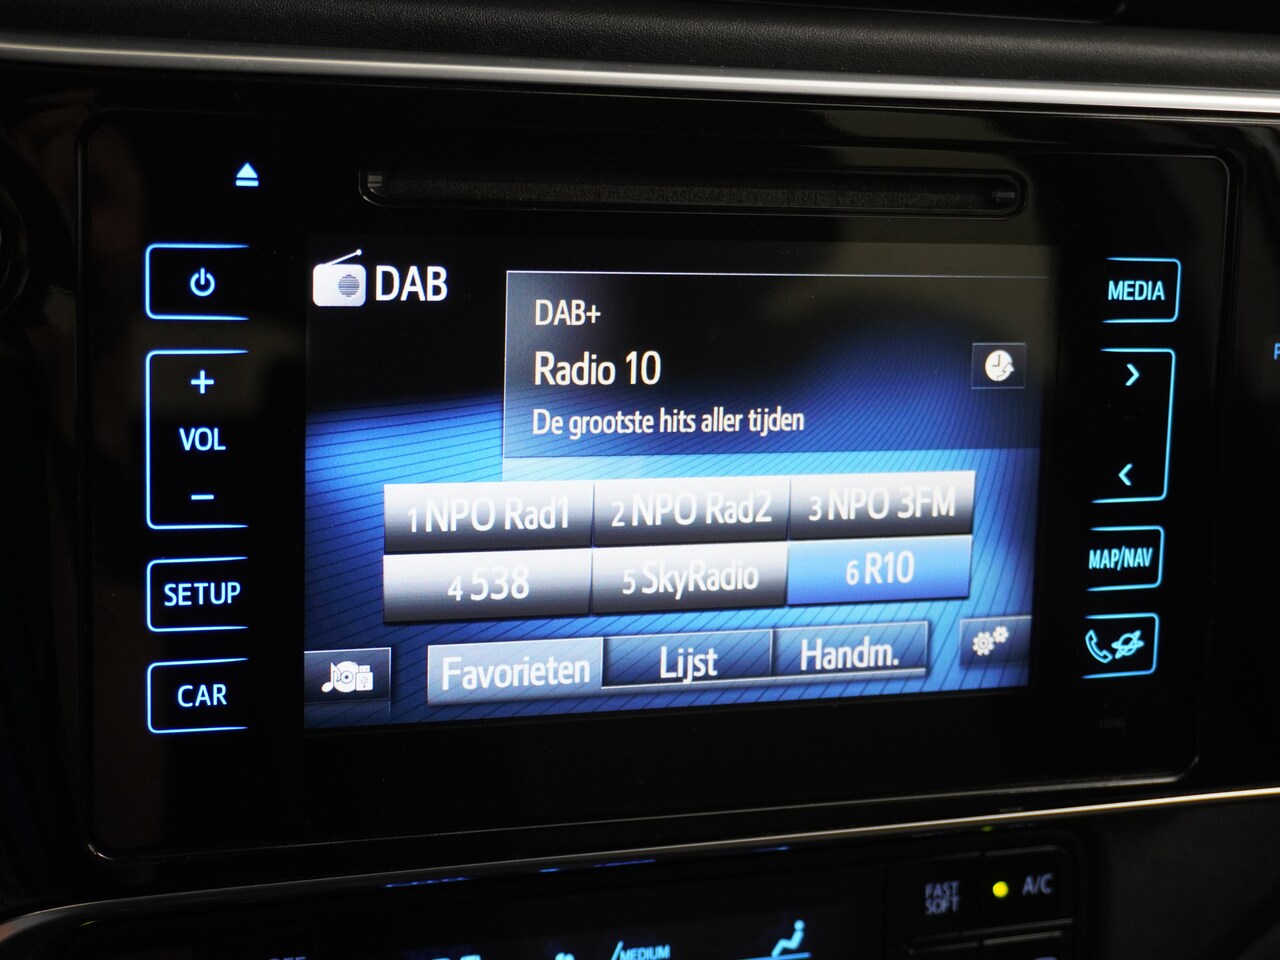 DAB
DAB+
Radio 10
De grootste hits aller tijden
1 NPO Rad1
2 NPO Rad2
3 NPO 3FM
4 538
5 SkyRadio
6 R10
Favorieten
Lijst
Handm.
+
VOL
−
SETUP
CAR
MEDIA
>
<
MAP/NAV
FAST
SOFT
A/C
MEDIUM